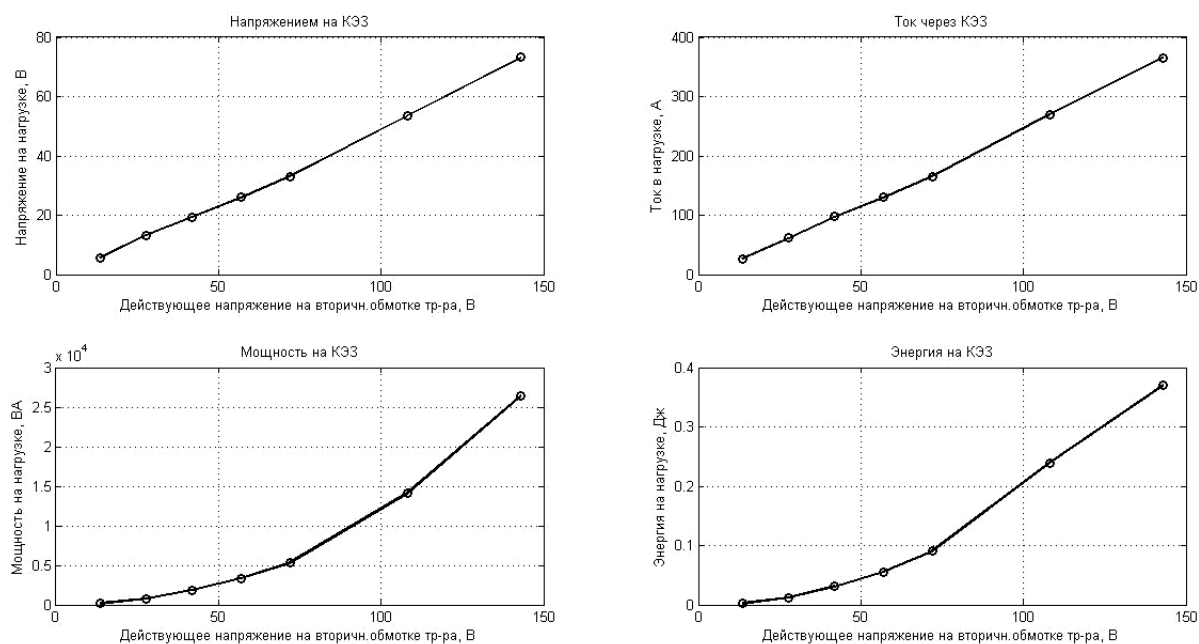 Напряжением на КЭЗ
80
60
40
20
0
0
50
100
150
Напряжение на нагрузке, В
Действующее напряжение на вторичн.обмотке тр-ра, В
Ток через КЭЗ
400
300
200
100
0
0
50
100
150
Ток в нагрузке, А
Действующее напряжение на вторичн.обмотке тр-ра, В
Мощность на КЭЗ
x 10^4
3
2.5
2
1.5
1
0.5
0
0
50
100
150
Мощность на нагрузке, ВА
Действующее напряжение на вторичн.обмотке тр-ра, В
Энергия на КЭЗ
0.4
0.3
0.2
0.1
0
0
50
100
150
Энергия на нагрузке, Дж
Действующее напряжение на вторичн.обмотке тр-ра, В